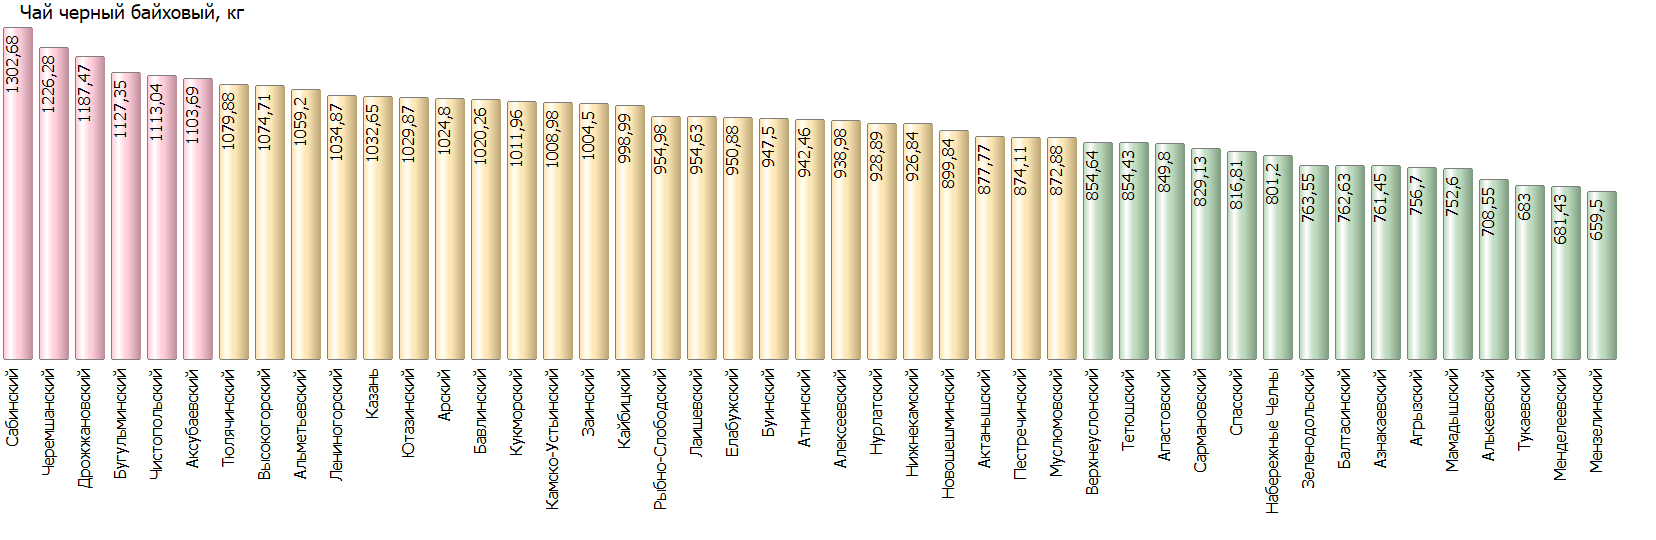 Чай черный байховый, кг
1302,68
1226,28
1187,47
1127,35
1113,04
1103,69
1079,88
1074,71
1059,2
1034,87
1032,65
1029,87
1024,8
1020,26
1011,96
1008,98
1004,5
998,99
954,98
954,63
950,88
947,5
942,46
938,98
928,89
926,84
899,84
877,77
874,11
872,88
854,64
854,43
849,8
829,13
816,81
801,2
763,55
762,63
761,45
756,7
752,6
708,55
683
681,43
659,5
Сабинский
Черемшанский
Дрожжановский
Бугульминский
Чистопольский
Аксубаевский
Тюлячинский
Высокогорский
Альметьевский
Лениногорский
Казань
Ютазинский
Арский
Бавлинский
Кукморский
Камско-Устьинский
Заинский
Кайбицкий
Рыбно-Слободский
Лаишевский
Елабужский
Буинский
Атнинский
Алексеевский
Нурлатский
Нижнекамский
Новошешминский
Актанышский
Пестречинский
Муслюмовский
Верхнеуслонский
Тетюшский
Апастовский
Сармановский
Спасский
Набережные Челны
Зеленодольский
Балтасинский
Азнакаевский
Агрызский
Мамадышский
Алькеевский
Тукаевский
Менделеевский
Мензелинский